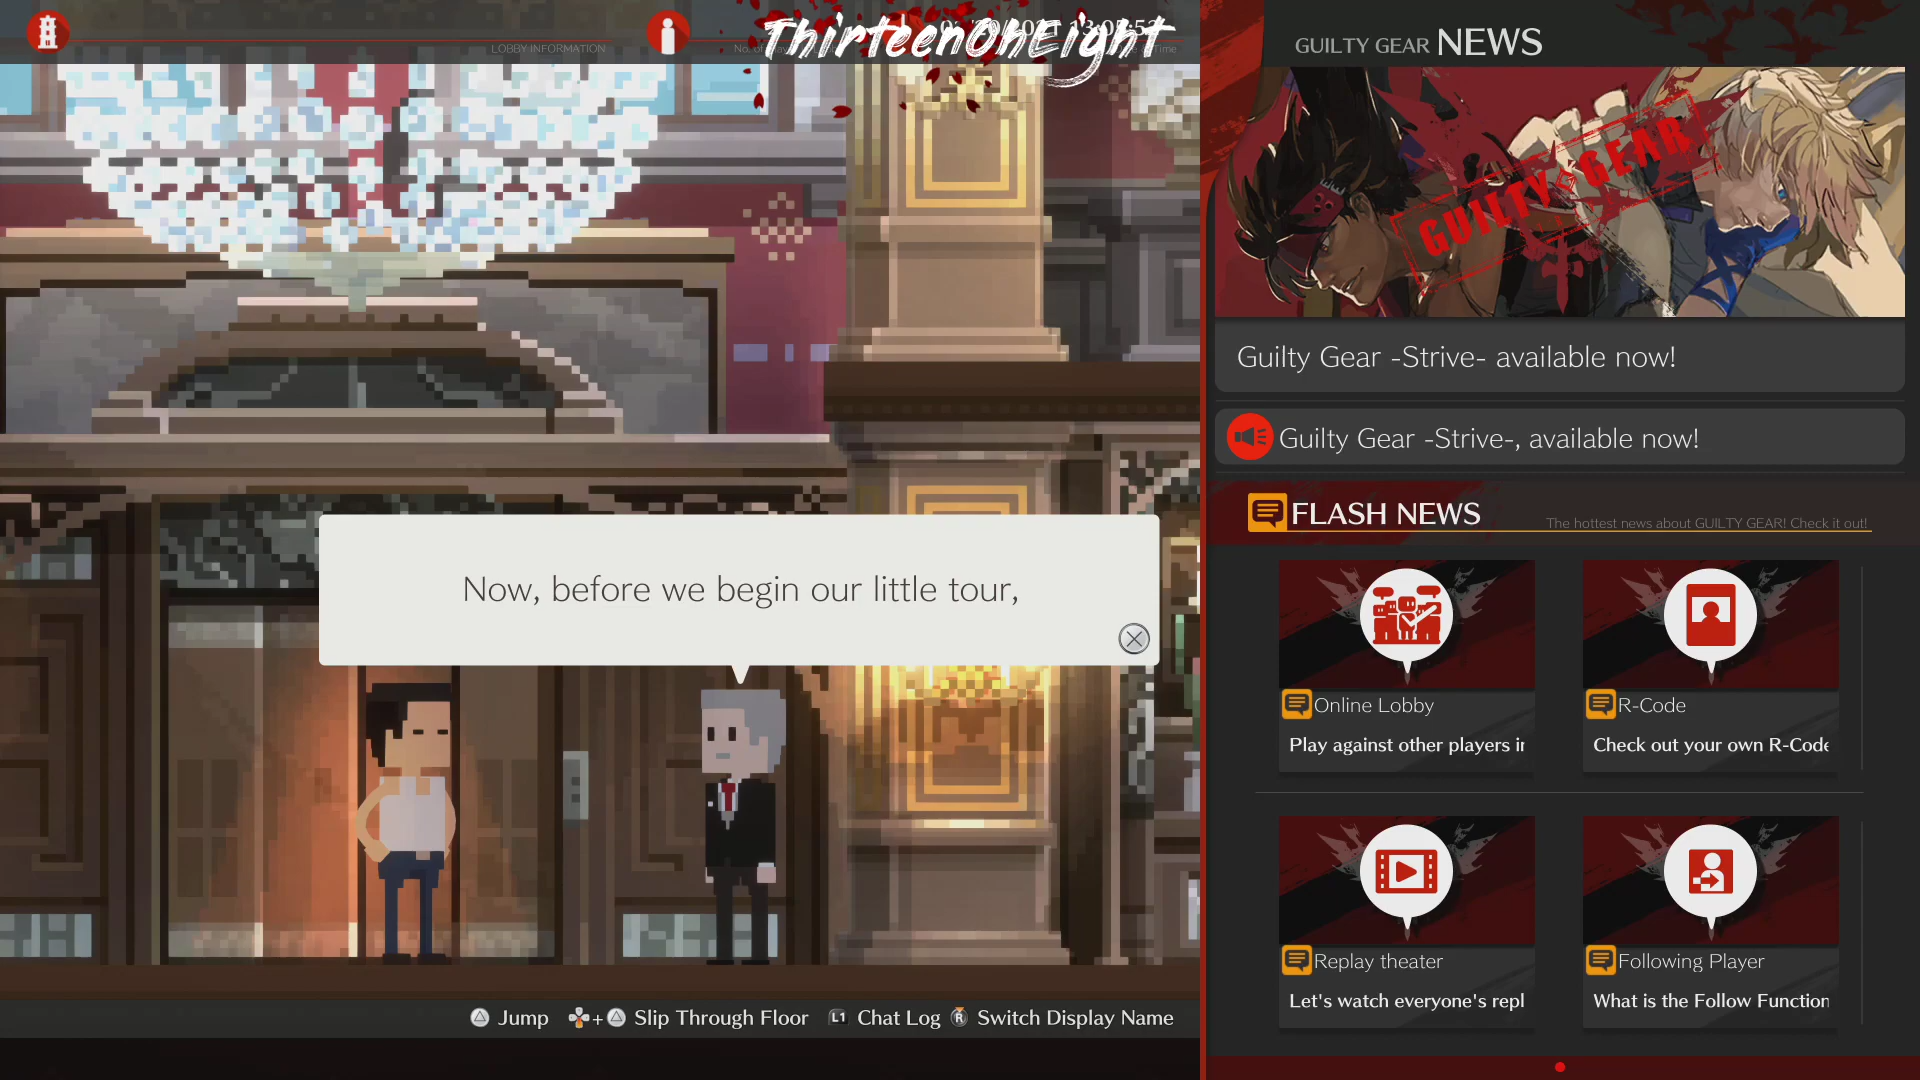 LOBBY INFORMATION
ThirteenOhEight
GUILTY GEAR NEWS
GUILTY GEAR
Guilty Gear -Strive- available now!
Guilty Gear -Strive-, available now!
FLASH NEWS
The hottest news about GUILTY GEAR! Check it out!
Now, before we begin our little tour,
Online Lobby
Play against other players in
R-Code
Check out your own R-Code
Replay theater
Let's watch everyone's repl
Following Player
What is the Follow Function
Jump
+
Slip Through Floor
L1
Chat Log
R
Switch Display Name